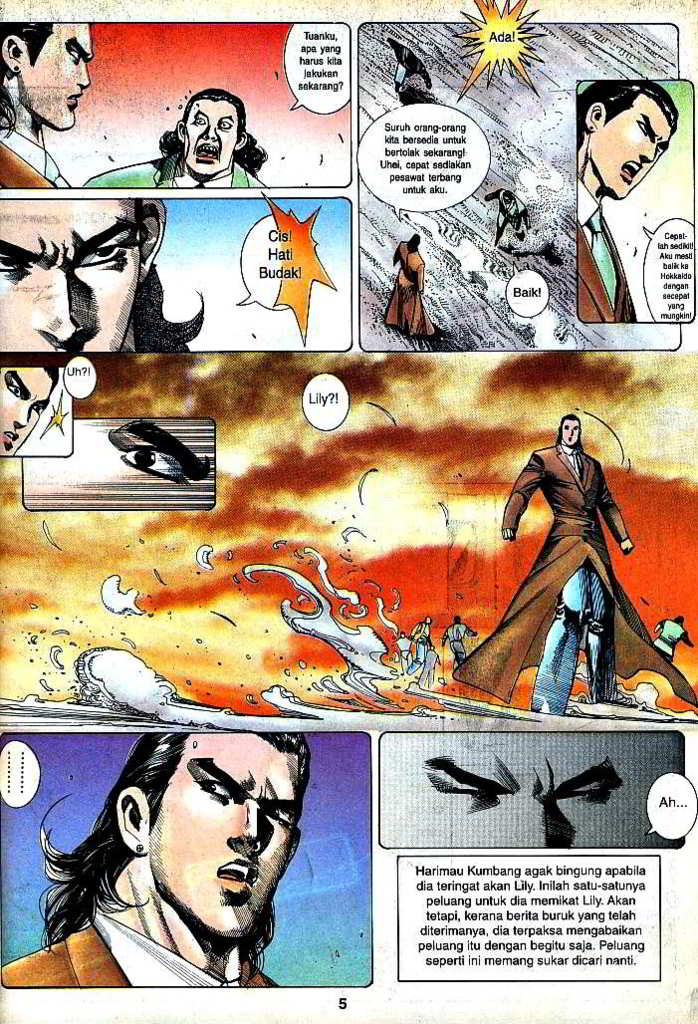 Tuanku,
apa yang
harus kita
lakukan
sekarang?
Cis!
Hati
Budak!
Ada!
Suruh orang-orang
kita bersedia untuk
bertolak sekarang!
Uhei, cepat sediakan
pesawat terbang
untuk aku.
Baik!
Cepat-
lah sedikit!
Aku mesti
balik ke
Hokkaido
dengan
secepat
yang
mungkin!
Uh?!
Lily?!
Ah...
Harimau Kumbang agak bingung apabila
dia teringat akan Lily. Inilah satu-satunya
peluang untuk dia memikat Lily. Akan
tetapi, kerana berita buruk yang telah
diterimanya, dia terpaksa mengabaikan
peluang itu dengan begitu saja. Peluang
seperti ini memang sukar dicari nanti.
5